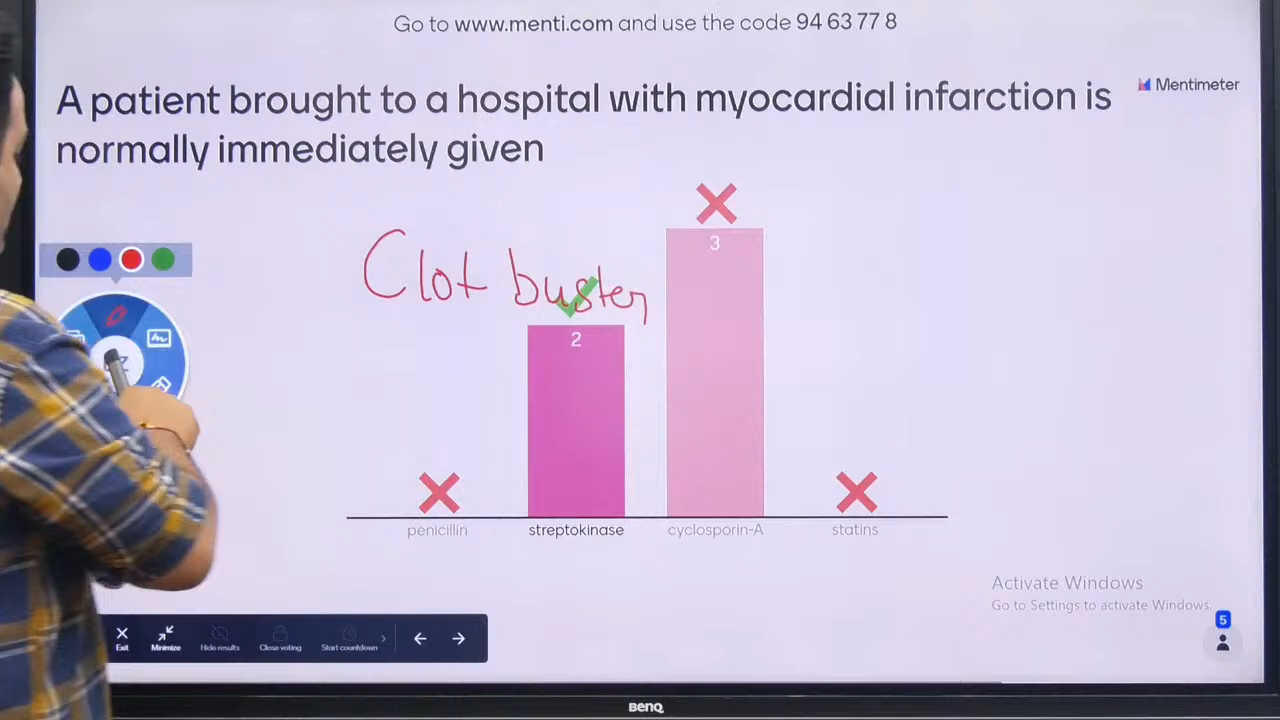 Go to www.menti.com and use the code 94 63 77 8
Mentimeter
A patient brought to a hospital with myocardial infarction is
normally immediately given
Clot buster
3
2
penicillin
streptokinase
cyclosporin-A
statins
Activate Windows
Go to Settings to activate Windows.
5
Exit
Minimize
Hide results
Close voting
Start countdown
BenQ